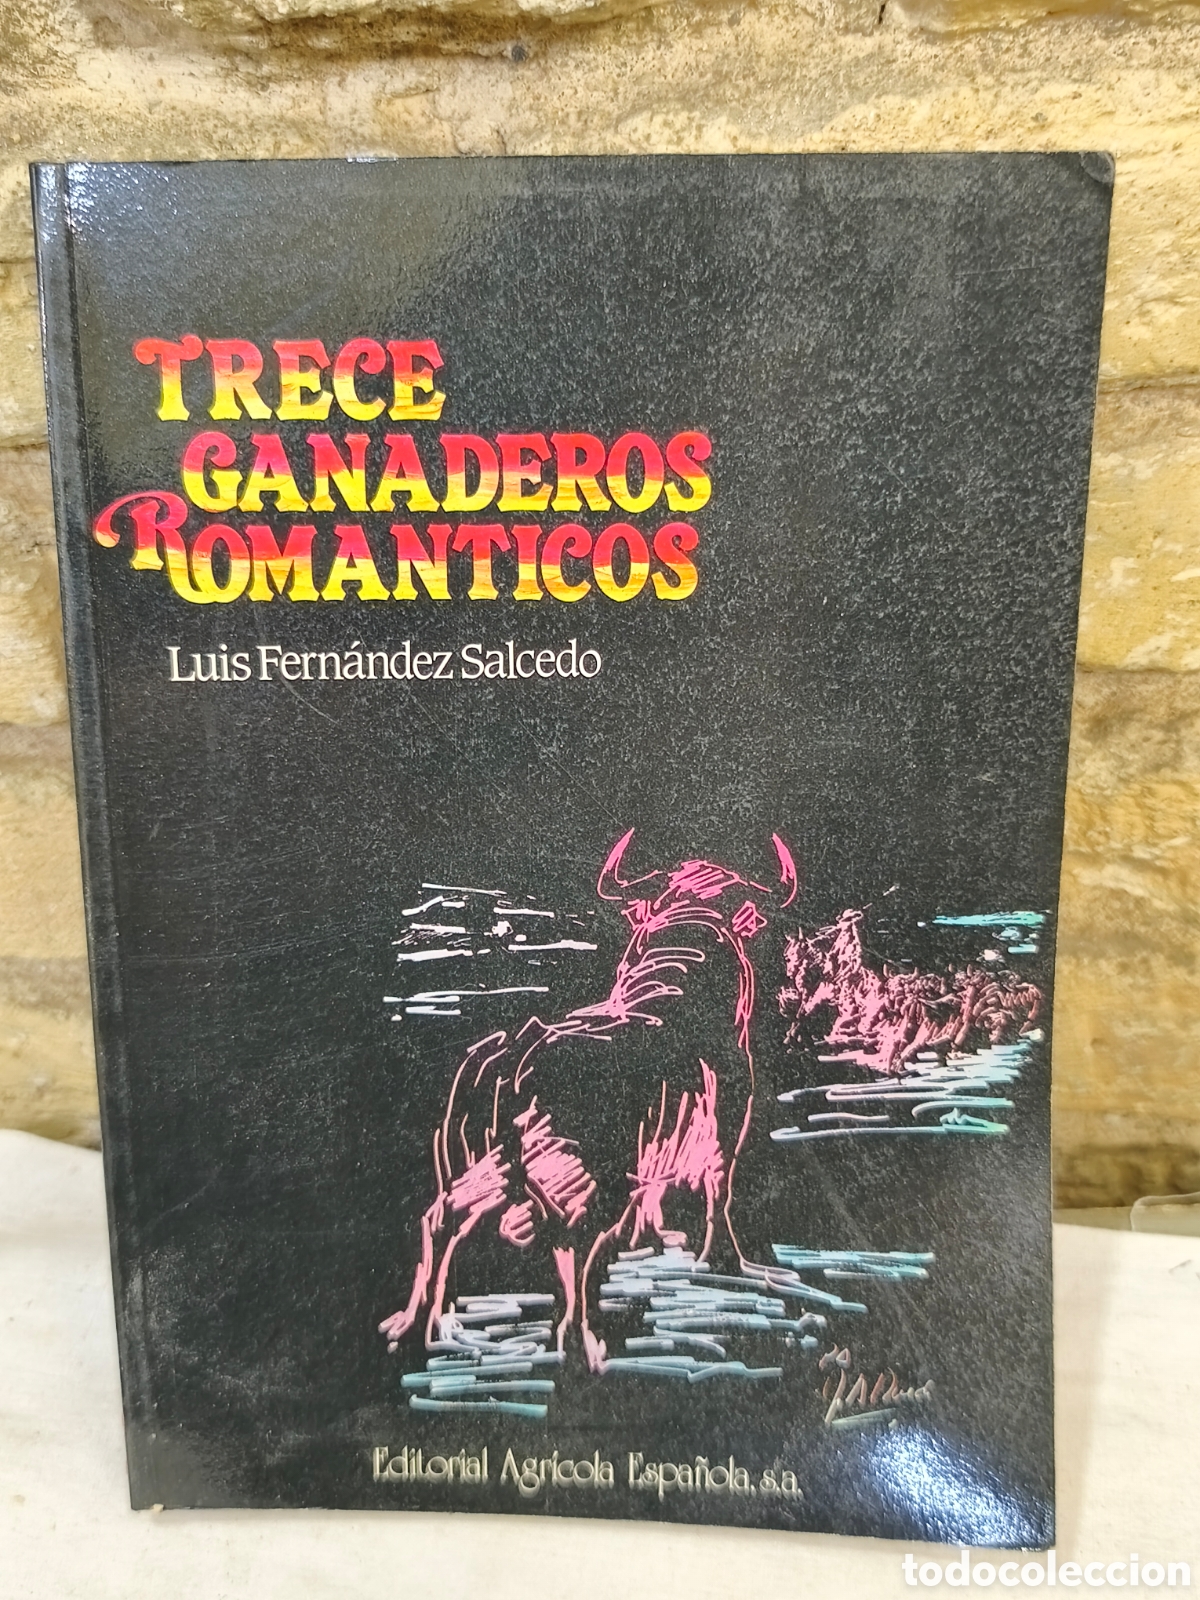 TRECE
GANADEROS
ROMANTICOS
Luis Fernández Salcedo
Editorial Agrícola Española, s.a.
todocoleccion